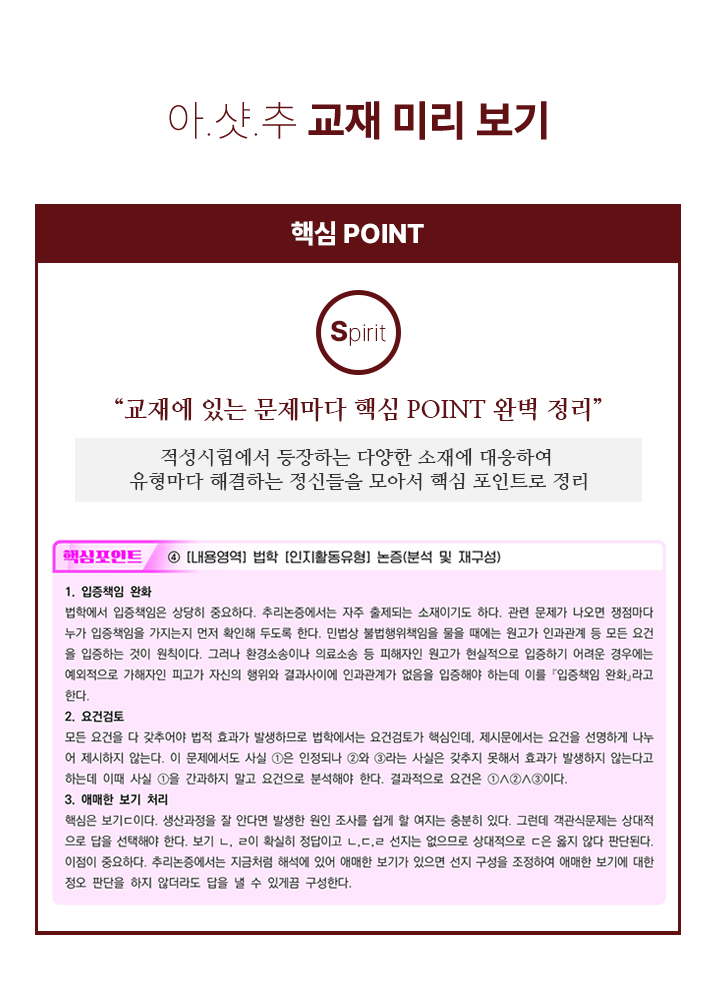 아.샷.추 교재 미리 보기
핵심 POINT
Spirit
“교재에 있는 문제마다 핵심 POINT 완벽 정리”
적성시험에서 등장하는 다양한 소재에 대응하여
유형마다 해결하는 정신들을 모아서 핵심 포인트로 정리
핵심포인트 ④ [내용영역] 법학 [인지활동유형] 논증(분석 및 재구성)
1. 입증책임 완화
법학에서 입증책임은 상당히 중요하다. 추리논증에서는 자주 출제되는 소재이기도 하다. 관련 문제가 나오면 쟁점마다
누가 입증책임을 가지는지 먼저 확인해 두도록 한다. 민법상 불법행위책임을 물을 때에는 원고가 인과관계 등 모든 요건
을 입증하는 것이 원칙이다. 그러나 환경소송이나 의료소송 등 피해자인 원고가 현실적으로 입증하기 어려운 경우에는
예외적으로 가해자인 피고가 자신의 행위와 결과사이에 인과관계가 없음을 입증해야 하는데 이를 『입증책임 완화』라고
한다.
2. 요건검토
모든 요건을 다 갖추어야 법적 효과가 발생하므로 법학에서는 요건검토가 핵심인데, 제시문에서는 요건을 선명하게 나누
어 제시하지 않는다. 이 문제에서도 사실 ①은 인정되나 ②와 ③라는 사실은 갖추지 못해서 효과가 발생하지 않는다고
하는데 이때 사실 ①을 간과하지 말고 요건으로 분석해야 한다. 결과적으로 요건은 ①∧②∧③이다.
3. 애매한 보기 처리
핵심은 보기ㄷ이다. 생산과정을 잘 안다면 발생한 원인 조사를 쉽게 할 여지는 충분히 있다. 그런데 객관식문제는 상대적
으로 답을 선택해야 한다. 보기 ㄴ, ㄹ이 확실히 정답이고 ㄴ,ㄷ,ㄹ 선지는 없으므로 상대적으로 ㄷ은 옳지 않다 판단된다.
이점이 중요하다. 추리논증에서는 지금처럼 해석에 있어 애매한 보기가 있으면 선지 구성을 조정하여 애매한 보기에 대한
정오 판단을 하지 않더라도 답을 낼 수 있게끔 구성한다.